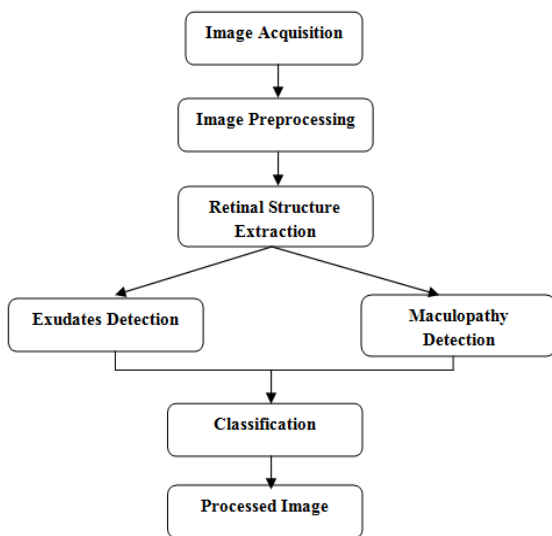 Image Acquisition
Image Preprocessing
Retinal Structure
Extraction
Exudates Detection
Maculopathy
Detection
Classification
Processed Image